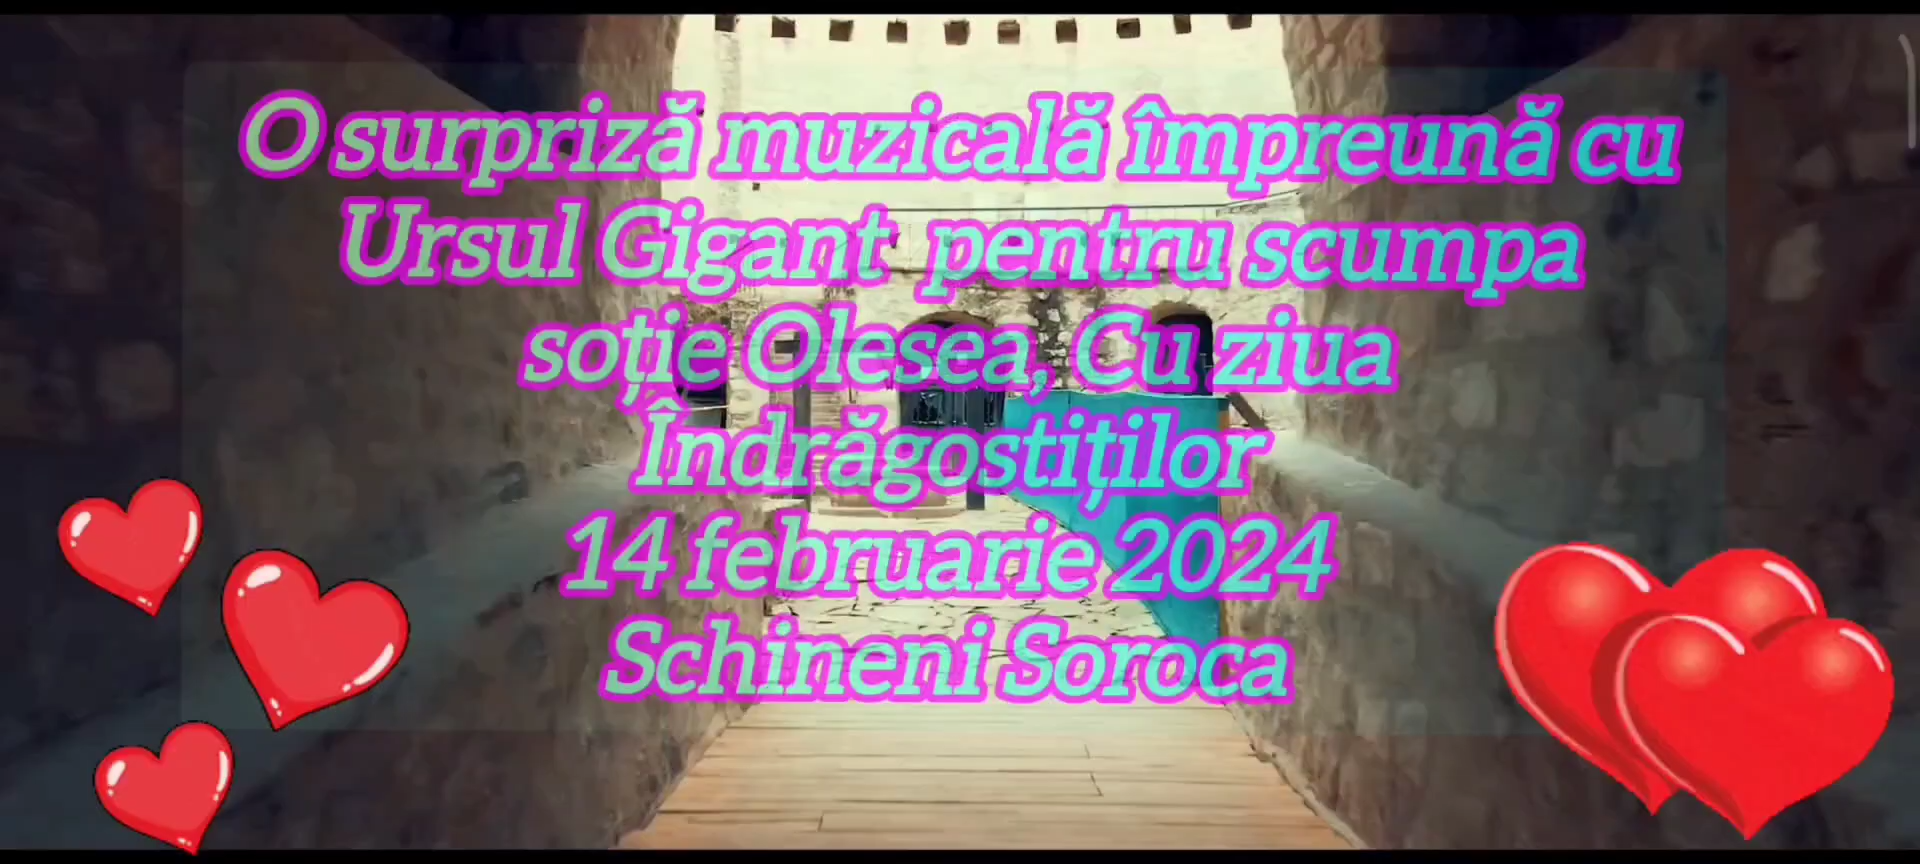 O surpriză muzicală împreună cu
Ursul Gigant pentru scumpa
soție Olesea, Cu ziua
Îndrăgostiților
14 februarie 2024
Schineni Soroca